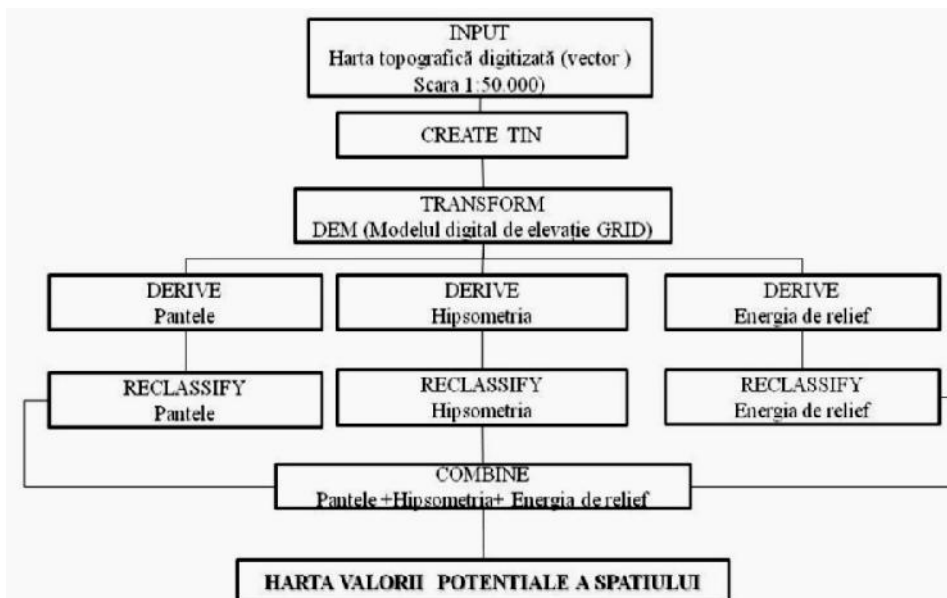 INPUT
Harta topografică digitizată (vector )
Scara 1:50.000)
CREATE TIN
TRANSFORM
DEM (Modelul digital de elevație GRID)
DERIVE
Pantele
DERIVE
Hipsometria
DERIVE
Energia de relief
RECLASSIFY
Pantele
RECLASSIFY
Hipsometria
RECLASSIFY
Energia de relief
COMBINE
Pantele +Hipsometria+ Energia de relief
HARTA VALORII POTENTIALE A SPATIULUI